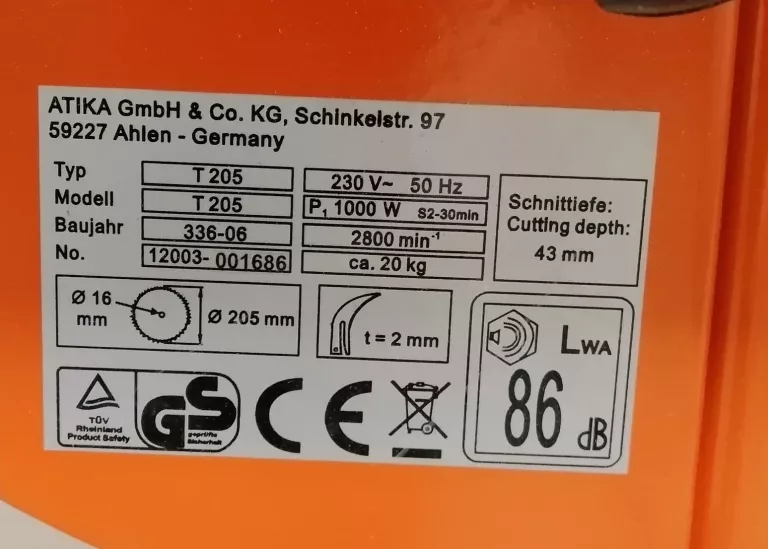 ATIKA GmbH & Co. KG, Schinkelstr. 97
59227 Ahlen - Germany
Typ T 205
Modell T 205
Baujahr 336-06
No. 12003- 001686
230 V~ 50 Hz
P1 1000 W S2-30min
2800 min-1
ca. 20 kg
Schnittiefe:
Cutting depth:
43 mm
Ø 16
mm
Ø 205 mm
t = 2 mm
LWA
86 dB
TÜV
Rheinland
Product Safety
GS
geprüfte
Sicherheit
CE